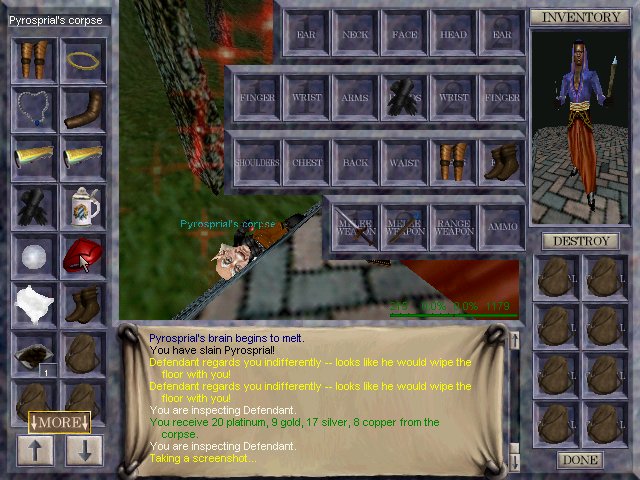 Pyrosprial's corpse
EAR
NECK
FACE
HEAD
EAR
INVENTORY
FINGER
WRIST
ARMS
WRIST
FINGER
SHOULDERS
CHEST
BACK
WAIST
MELEE
WEAPON
MELEE
WEAPON
RANGE
WEAPON
AMMO
Pyrosprial's corpse
DESTROY
1
MORE
Pyrosprial's brain begins to melt.
You have slain Pyrosprial!
Defendant regards you indifferently -- looks like he would wipe the
floor with you!
Defendant regards you indifferently -- looks like he would wipe the
floor with you!
You are inspecting Defendant.
You receive 20 platinum, 9 gold, 17 silver, 8 copper from the
corpse.
You are inspecting Defendant.
Taking a screenshot...
DONE